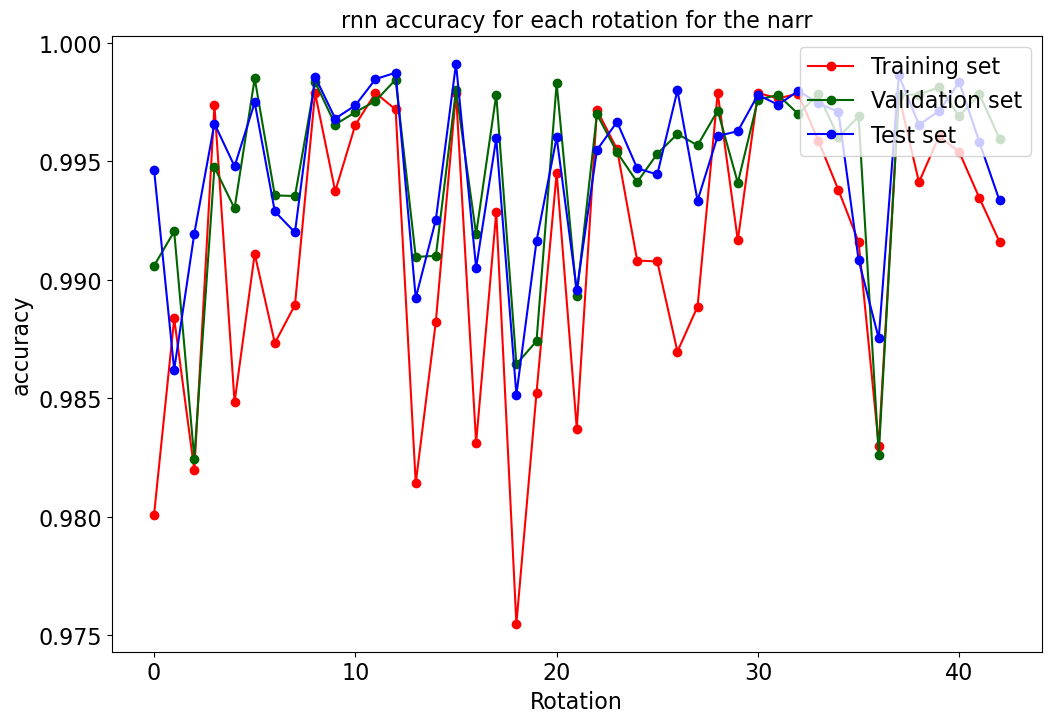 rnn accuracy for each rotation for the narr
1.000
0.995
0.990
0.985
0.980
0.975
accuracy
Training set
Validation set
Test set
0 10 20 30 40
Rotation